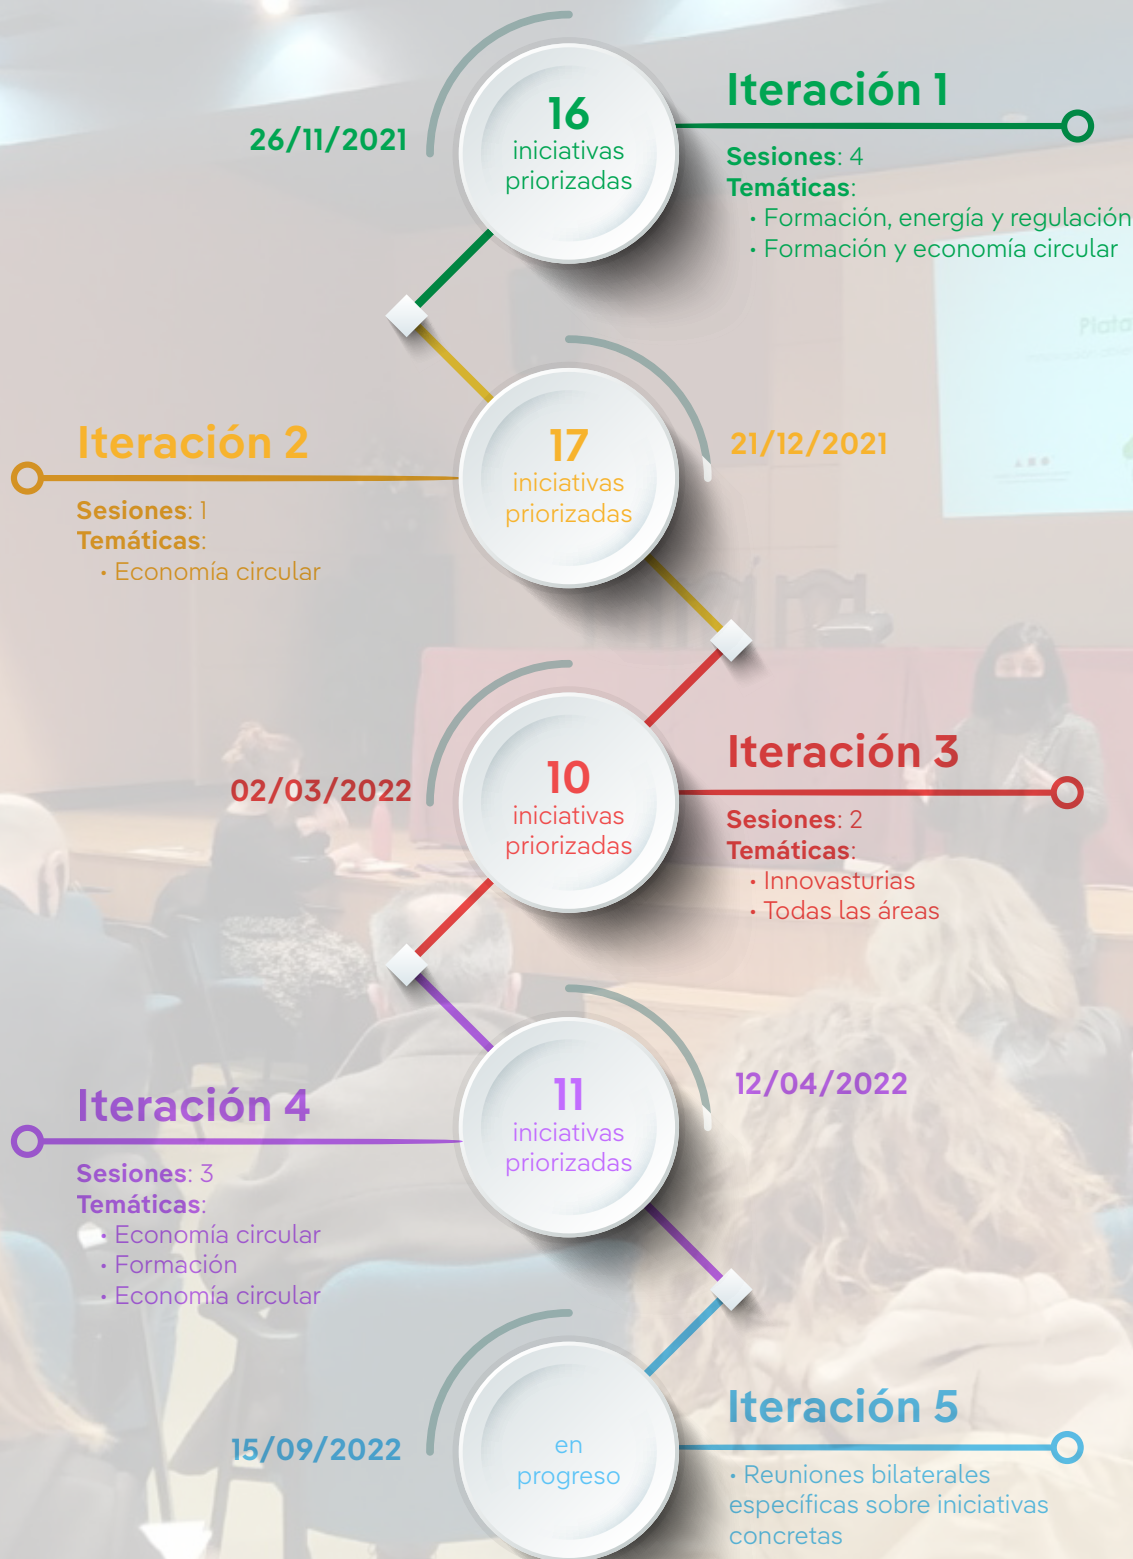 26/11/2021
16
iniciativas
priorizadas
Iteración 1
Sesiones: 4
Temáticas:
• Formación, energía y regulación
• Formación y economía circular
Iteración 2
Sesiones: 1
Temáticas:
• Economía circular
17
iniciativas
priorizadas
21/12/2021
02/03/2022
10
iniciativas
priorizadas
Iteración 3
Sesiones: 2
Temáticas:
• Innovasturias
• Todas las áreas
Iteración 4
Sesiones: 3
Temáticas:
• Economía circular
• Formación
• Economía circular
11
iniciativas
priorizadas
12/04/2022
15/09/2022
en
progreso
Iteración 5
• Reuniones bilaterales
específicas sobre iniciativas
concretas